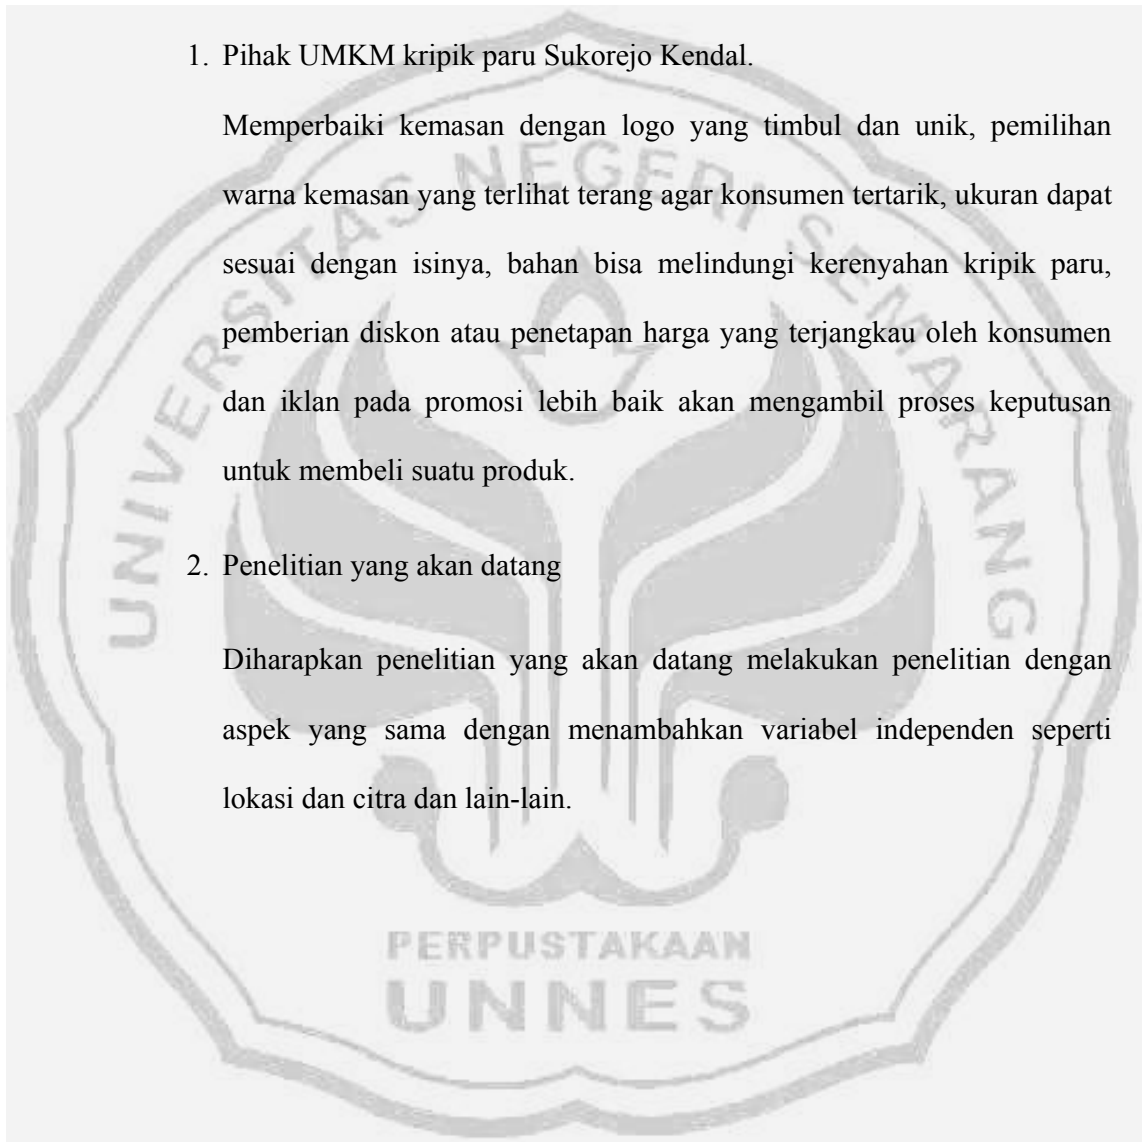 1. Pihak UMKM kripik paru Sukorejo Kendal.
Memperbaiki kemasan dengan logo yang timbul dan unik, pemilihan
warna kemasan yang terlihat terang agar konsumen tertarik, ukuran dapat
sesuai dengan isinya, bahan bisa melindungi kerenyahan kripik paru,
pemberian diskon atau penetapan harga yang terjangkau oleh konsumen
dan iklan pada promosi lebih baik akan mengambil proses keputusan
untuk membeli suatu produk.
2. Penelitian yang akan datang
Diharapkan penelitian yang akan datang melakukan penelitian dengan
aspek yang sama dengan menambahkan variabel independen seperti
lokasi dan citra dan lain-lain.
UNIVERSITAS NEGERI SEMARANG
PERPUSTAKAAN
UNNES